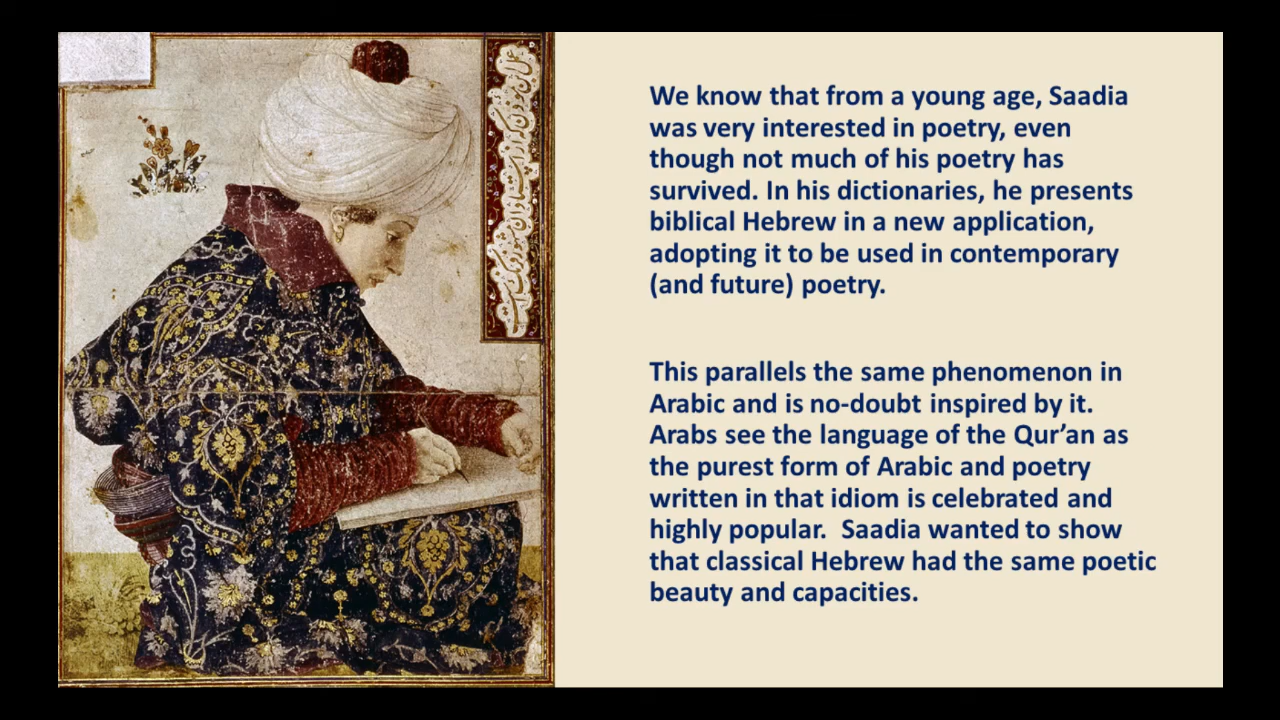 We know that from a young age, Saadia
was very interested in poetry, even
though not much of his poetry has
survived. In his dictionaries, he presents
biblical Hebrew in a new application,
adopting it to be used in contemporary
(and future) poetry.
This parallels the same phenomenon in
Arabic and is no-doubt inspired by it.
Arabs see the language of the Qur’an as
the purest form of Arabic and poetry
written in that idiom is celebrated and
highly popular.  Saadia wanted to show
that classical Hebrew had the same poetic
beauty and capacities.